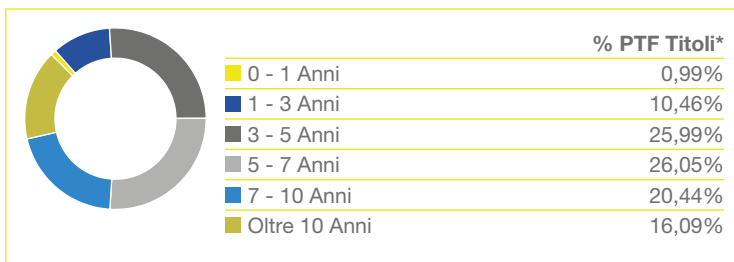 % PTF Titoli*
0 - 1 Anni 0,99%
1 - 3 Anni 10,46%
3 - 5 Anni 25,99%
5 - 7 Anni 26,05%
7 - 10 Anni 20,44%
Oltre 10 Anni 16,09%